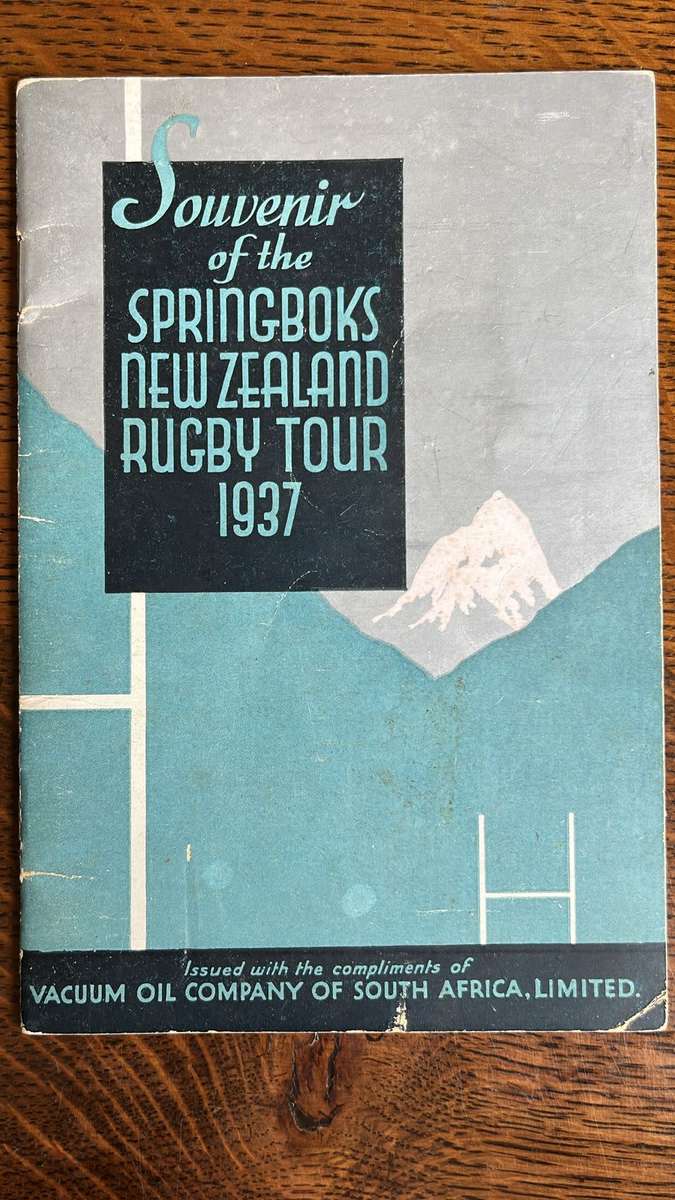 Souvenir
of the
SPRINGBOKS
NEW ZEALAND
RUGBY TOUR
1937
Issued with the compliments of
VACUUM OIL COMPANY OF SOUTH AFRICA, LIMITED.